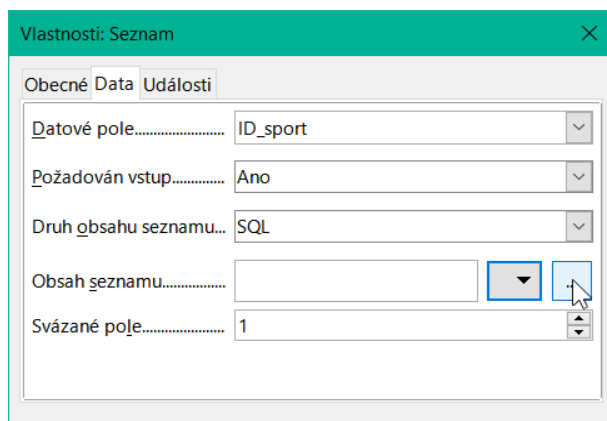 Vlastnosti: Seznam
Obecné Data Události
Datové pole........................ ID_sport
Požadován vstup.............. Ano
Druh obsahu seznamu... SQL
Obsah seznamu................. ...
Svázané pole...................... 1